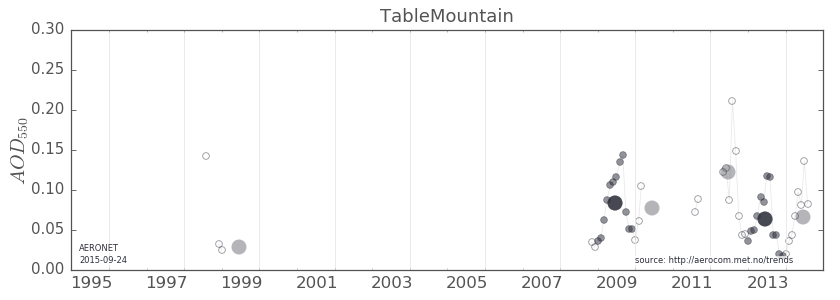 TableMountain
0.30
0.25
0.20
0.15
0.10
0.05
0.00
AOD550
AERONET
2015-09-24
source: http://aerocom.met.no/trends
1995 1997 1999 2001 2003 2005 2007 2009 2011 2013